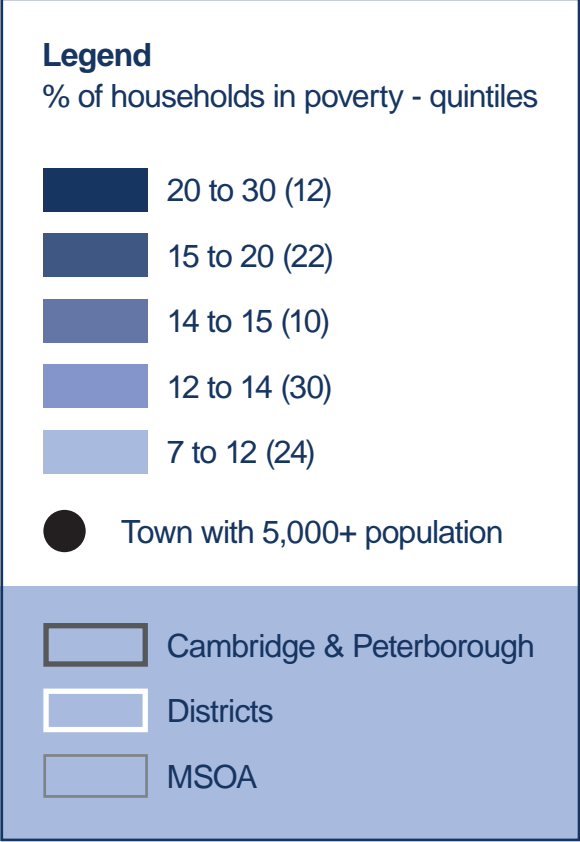 Legend
% of households in poverty - quintiles
20 to 30 (12)
15 to 20 (22)
14 to 15 (10)
12 to 14 (30)
7 to 12 (24)
Town with 5,000+ population
Cambridge & Peterborough
Districts
MSOA